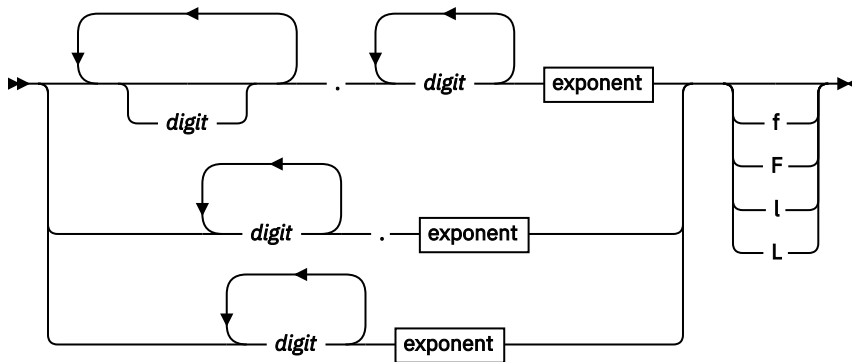 . digit exponent
digit f
F
digit . exponent l
L
digit exponent